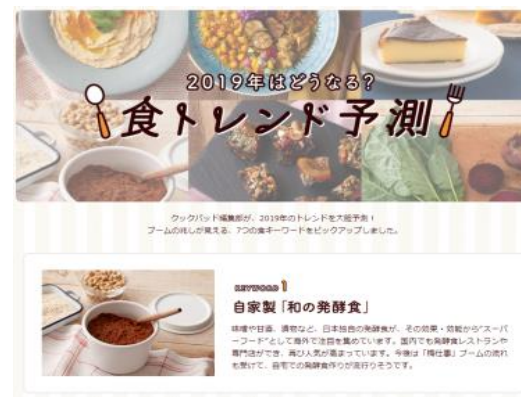 2019年はどうなる?
食トレンド予測
クックパッド編集部が、2019年のトレンドを大胆予測!
ブームの兆しが見える、7つの食キーワードをピックアップしました。
KEYWORD 1
自家製「和の発酵食」
味噌や甘酒、漬物など、日本独自の発酵食が、その効果・効能から"スーパ
ーフード"として海外で注目を集めています。国内でも発酵食レストランや
専門店ができ、再び人気が高まっています。今後は「梅仕事」ブームの流れ
も受けて、自宅での発酵食作りが流行りそうです。